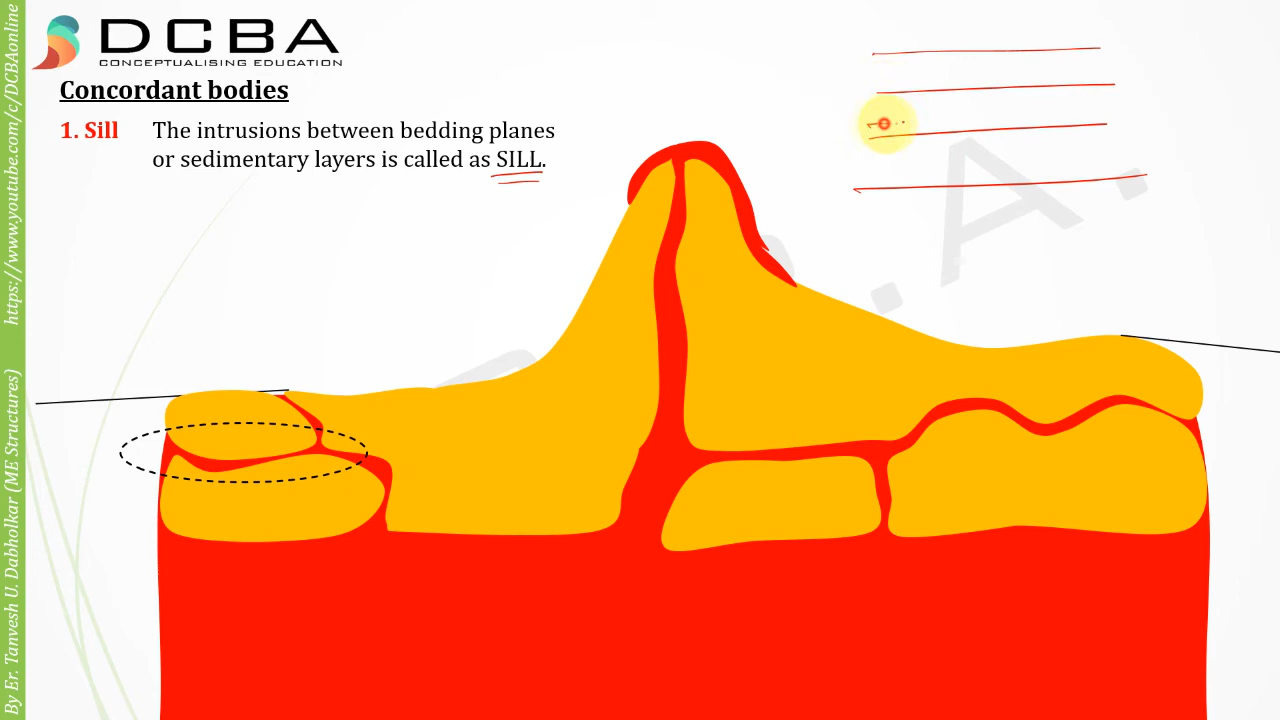 DCBA
CONCEPTUALISING EDUCATION
Concordant bodies
1. Sill The intrusions between bedding planes
or sedimentary layers is called as SILL.
By Er. Tanvesh U. Dabholkar (ME Structures) https://www.youtube.com/c/DCBAonline
A.